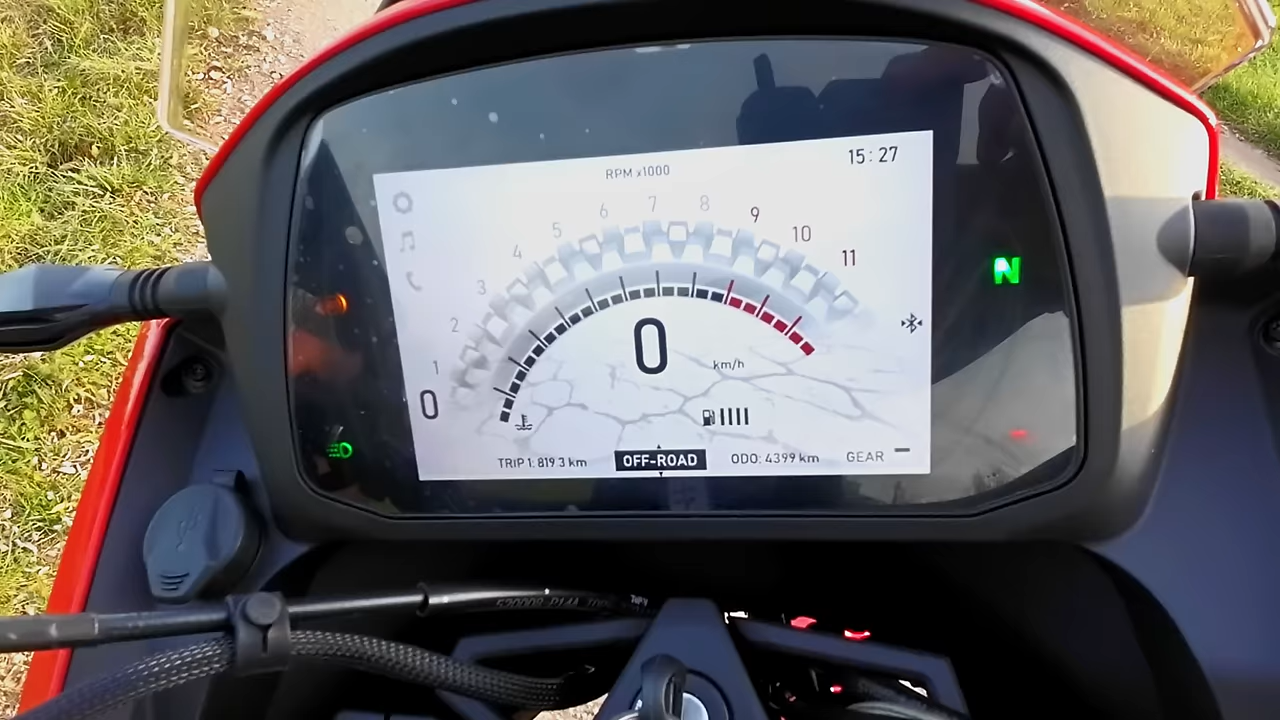 RPM x1000
15:27
0
1
2
3
4
5
6
7
8
9
10
11
0
km/h
N
TRIP 1: 819.3 km
OFF-ROAD
ODO: 4399 km
GEAR –